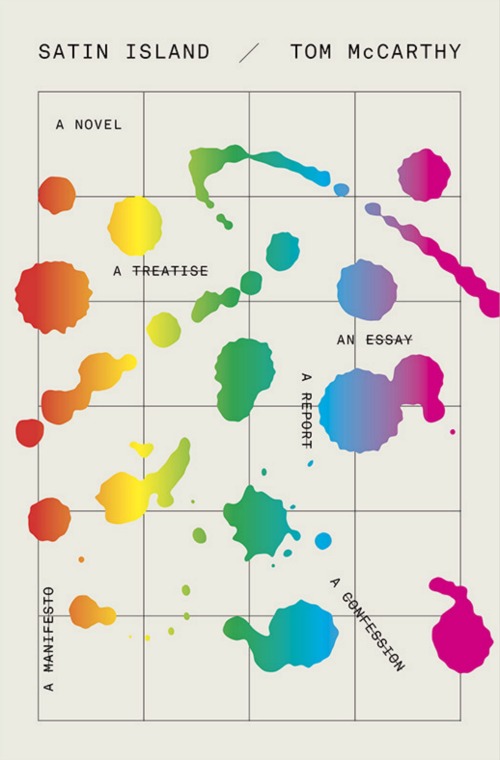 SATIN ISLAND / TOM McCARTHY
A NOVEL
A TREATISE
AN ESSAY
A REPORT
A MANIFESTO
A CONFESSION